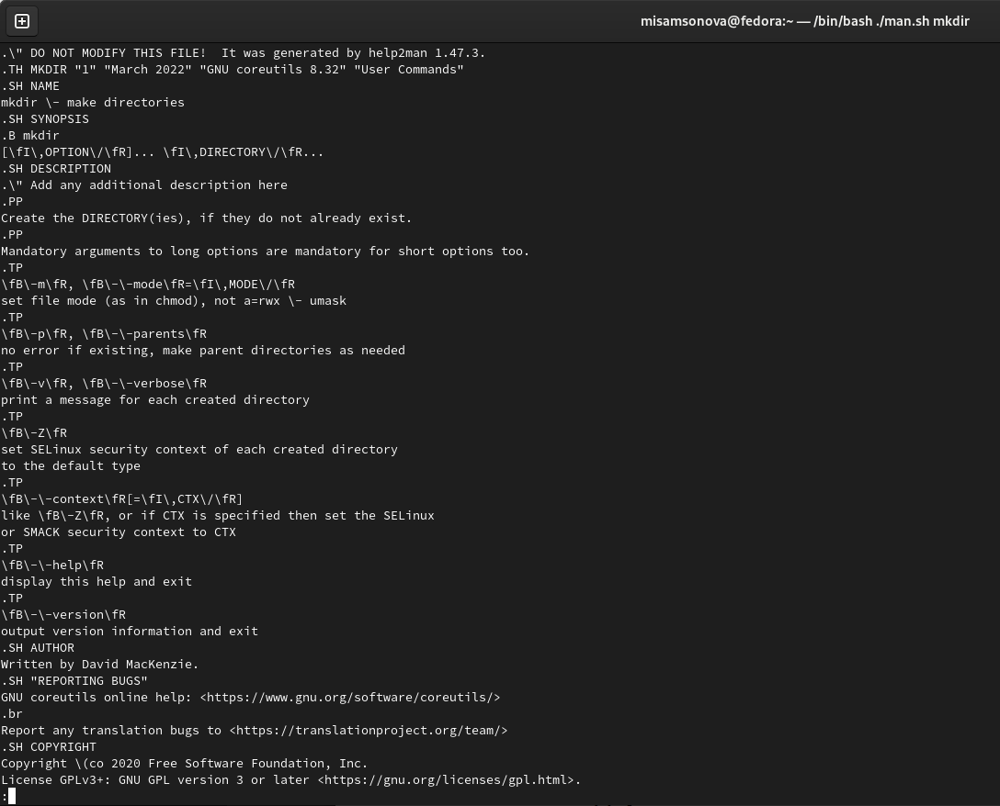 misamsonova@fedora:~ — /bin/bash ./man.sh mkdir
.\" DO NOT MODIFY THIS FILE!  It was generated by help2man 1.47.3.
.TH MKDIR "1" "March 2022" "GNU coreutils 8.32" "User Commands"
.SH NAME
mkdir \- make directories
.SH SYNOPSIS
.B mkdir
[\fI\,OPTION\/\fR]... \fI\,DIRECTORY\/\fR...
.SH DESCRIPTION
.\" Add any additional description here
.PP
Create the DIRECTORY(ies), if they do not already exist.
.PP
Mandatory arguments to long options are mandatory for short options too.
.TP
\fB\-m\fR, \fB\-\-mode\fR=\fI\,MODE\/\fR
set file mode (as in chmod), not a=rwx \- umask
.TP
\fB\-p\fR, \fB\-\-parents\fR
no error if existing, make parent directories as needed
.TP
\fB\-v\fR, \fB\-\-verbose\fR
print a message for each created directory
.TP
\fB\-Z\fR
set SELinux security context of each created directory
to the default type
.TP
\fB\-\-context\fR[=\fI\,CTX\/\fR]
like \fB\-Z\fR, or if CTX is specified then set the SELinux
or SMACK security context to CTX
.TP
\fB\-\-help\fR
display this help and exit
.TP
\fB\-\-version\fR
output version information and exit
.SH AUTHOR
Written by David MacKenzie.
.SH "REPORTING BUGS"
GNU coreutils online help: <https://www.gnu.org/software/coreutils/>
.br
Report any translation bugs to <https://translationproject.org/team/>
.SH COPYRIGHT
Copyright \(co 2020 Free Software Foundation, Inc.
License GPLv3+: GNU GPL version 3 or later <https://gnu.org/licenses/gpl.html>.
: